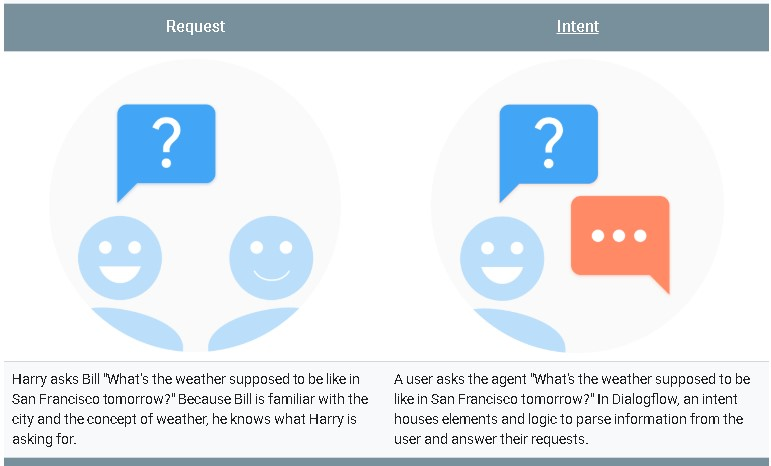 Request
Intent
?
?
Harry asks Bill "What's the weather supposed to be like in
San Francisco tomorrow?" Because Bill is familiar with the
city and the concept of weather, he knows what Harry is
asking for.
A user asks the agent "What's the weather supposed to be
like in San Francisco tomorrow?" In Dialogflow, an intent
houses elements and logic to parse information from the
user and answer their requests.